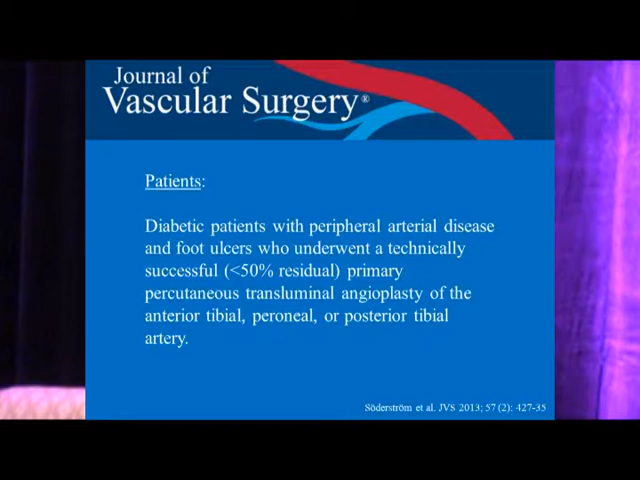 Journal of
Vascular Surgery®
Patients:
Diabetic patients with peripheral arterial disease
and foot ulcers who underwent a technically
successful (<50% residual) primary
percutaneous transluminal angioplasty of the
anterior tibial, peroneal, or posterior tibial
artery.
Söderström et al. JVS 2013; 57 (2): 427-35